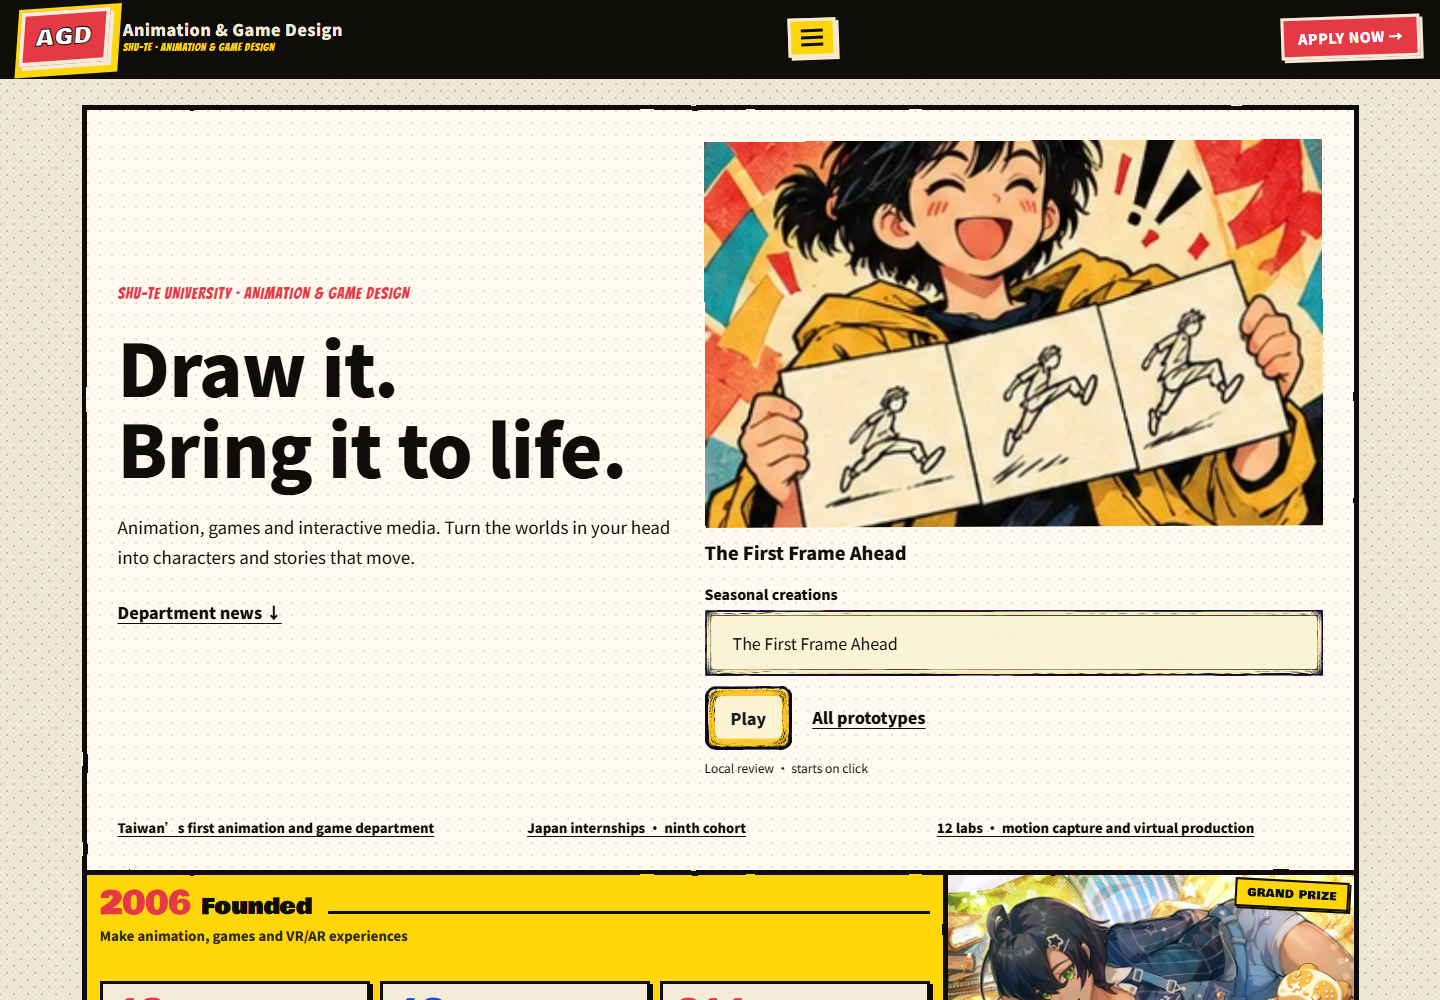 AGD
Animation & Game Design
SHU-TE · ANIMATION & GAME DESIGN
APPLY NOW →
SHU-TE UNIVERSITY · ANIMATION & GAME DESIGN
Draw it.
Bring it to life.
Animation, games and interactive media. Turn the worlds in your head
into characters and stories that move.
Department news ↓
The First Frame Ahead
Seasonal creations
The First Frame Ahead
Play
All prototypes
Local review・starts on click
Taiwan’s first animation and game department
Japan internships・ninth cohort
12 labs・motion capture and virtual production
2006 Founded
Make animation, games and VR/AR experiences
GRAND PRIZE